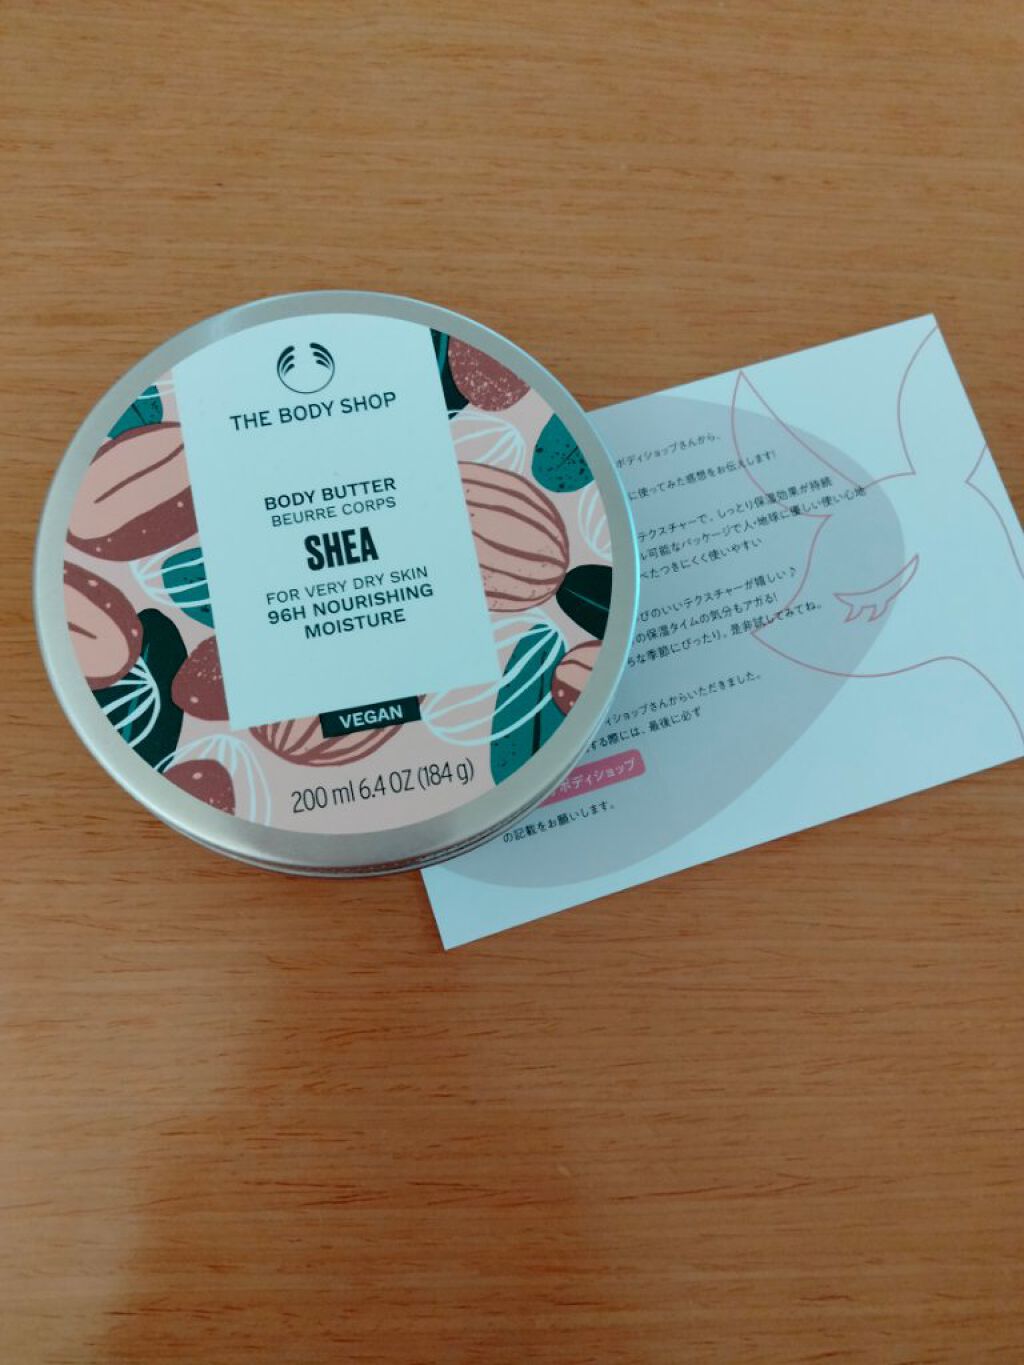 THE BODY SHOP
BODY BUTTER
BEURRE CORPS
SHEA
FOR VERY DRY SKIN
96H NOURISHING
MOISTURE
VEGAN
200 ml 6.4 OZ (184 g)
ボディショップさんから、
に使ってみた感想をお伝えします!
テクスチャーで、しっとり保湿効果が持続
可能なパッケージで人・地球に優しい使い心地
べたつきにくく使いやすい
びのいいテクスチャーが嬉しい♪
の保湿タイムの気分もアガる!
な季節にぴったり。是非試してみてね。
ィショップさんからいただきました。
する際には、最後に必ず
ボディショップ
の記載をお願いします。